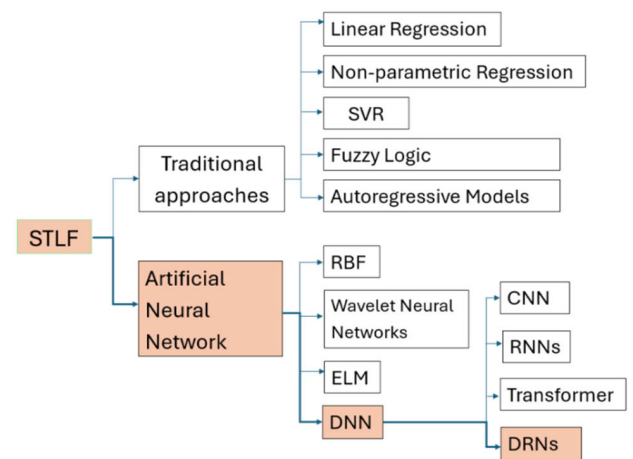 Linear Regression
Non-parametric Regression
SVR
Fuzzy Logic
Autoregressive Models
Traditional
approaches
STLF
Artificial
Neural
Network
RBF
Wavelet Neural
Networks
ELM
DNN
CNN
RNNs
Transformer
DRNs